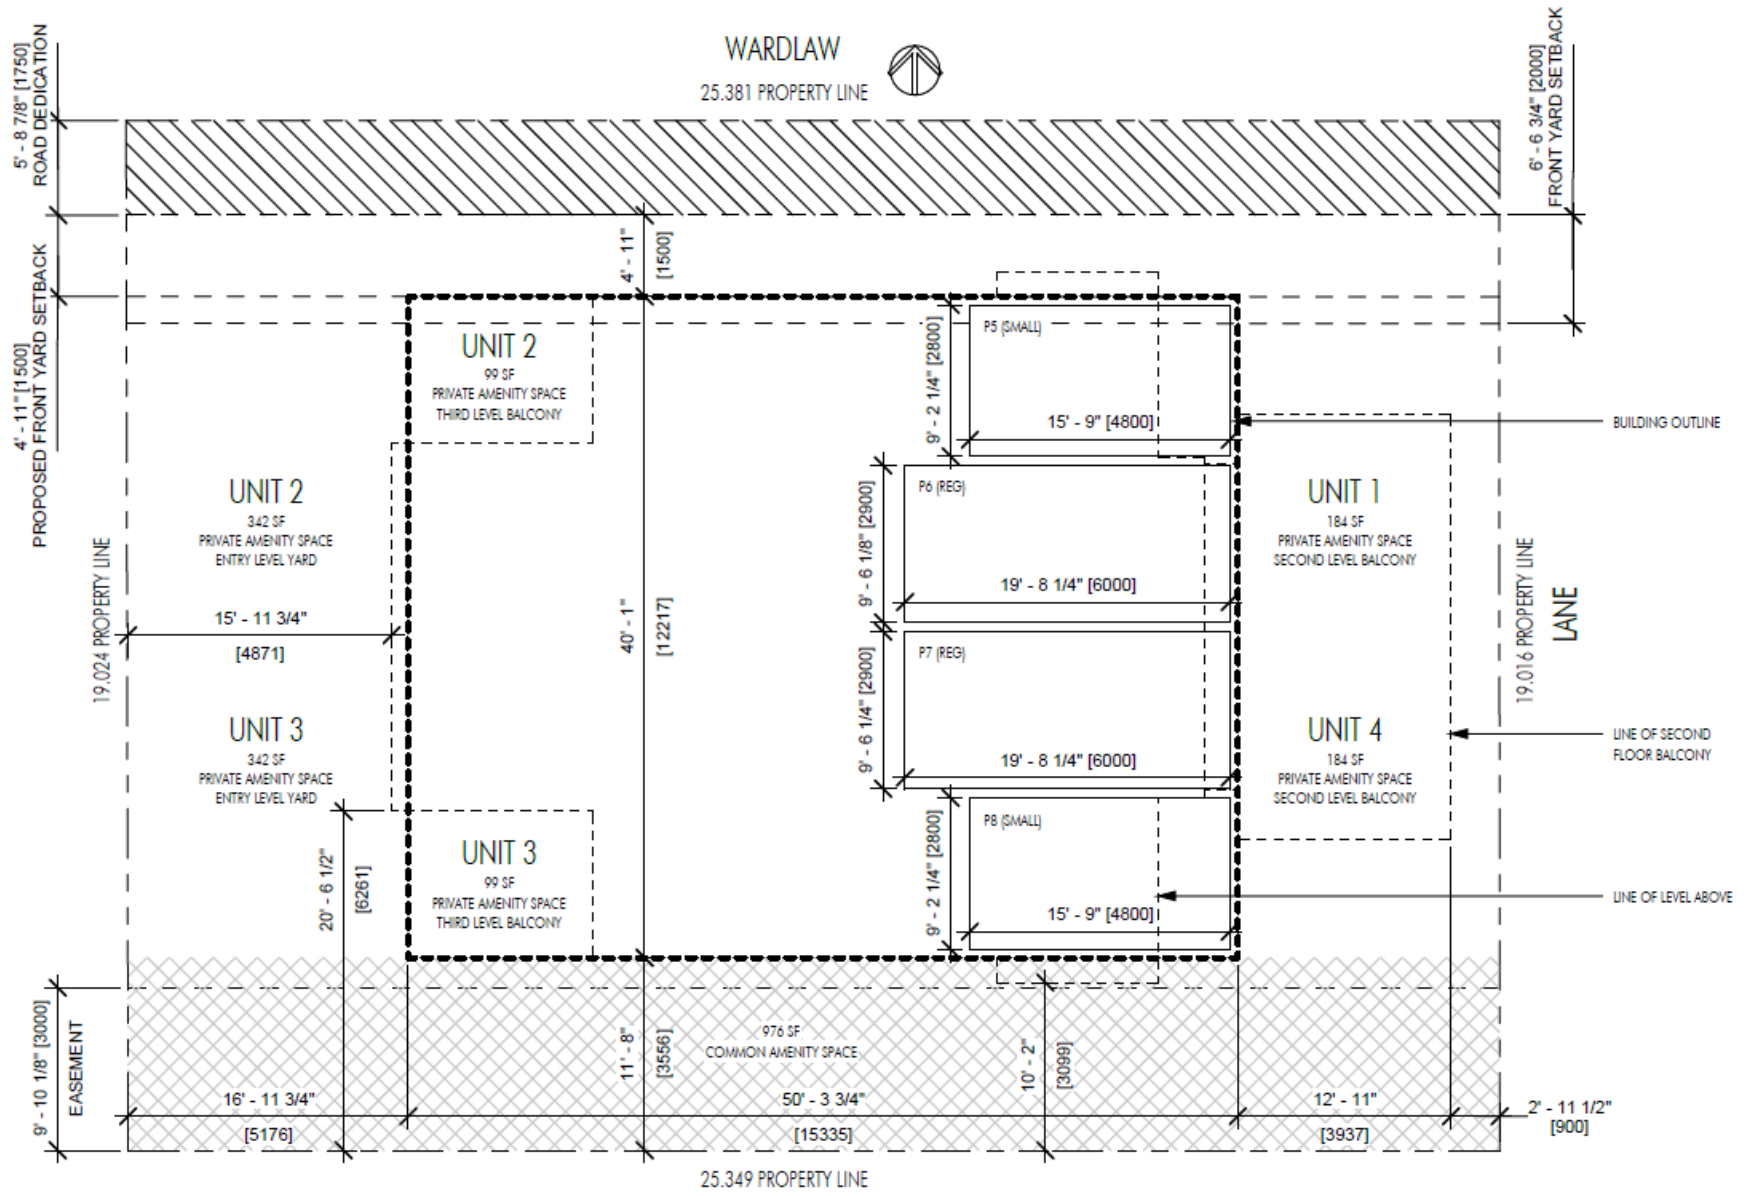 WARDLAW
25.381 PROPERTY LINE
5' - 8 7/8" [1750]
ROAD DEDICATION
6' - 6 3/4" [2000]
FRONT YARD SETBACK
4' - 11" [1500]
PROPOSED FRONT YARD SETBACK
4' - 11"
[1500]
UNIT 2
99 SF
PRIVATE AMENITY SPACE
THIRD LEVEL BALCONY
P5 (SMALL)
9' - 2 1/4" [2800]
15' - 9" [4800]
BUILDING OUTLINE
UNIT 2
342 SF
PRIVATE AMENITY SPACE
ENTRY LEVEL YARD
P6 (REG)
9' - 6 1/8" [2900]
19' - 8 1/4" [6000]
UNIT 1
184 SF
PRIVATE AMENITY SPACE
SECOND LEVEL BALCONY
19.024 PROPERTY LINE
15' - 11 3/4"
[4871]
40' - 1"
[12217]
19.016 PROPERTY LINE
LANE
P7 (REG)
9' - 6 1/4" [2900]
19' - 8 1/4" [6000]
UNIT 3
342 SF
PRIVATE AMENITY SPACE
ENTRY LEVEL YARD
UNIT 4
184 SF
PRIVATE AMENITY SPACE
SECOND LEVEL BALCONY
LINE OF SECOND
FLOOR BALCONY
P8 (SMALL)
9' - 2 1/4" [2800]
15' - 9" [4800]
UNIT 3
99 SF
PRIVATE AMENITY SPACE
THIRD LEVEL BALCONY
20' - 6 1/2"
[6261]
LINE OF LEVEL ABOVE
9' - 10 1/8" [3000]
EASEMENT
11' - 8"
[3556]
976 SF
COMMON AMENITY SPACE
10' - 2"
[3099]
16' - 11 3/4"
[5176]
50' - 3 3/4"
[15335]
12' - 11"
[3937]
2' - 11 1/2"
[900]
25.349 PROPERTY LINE